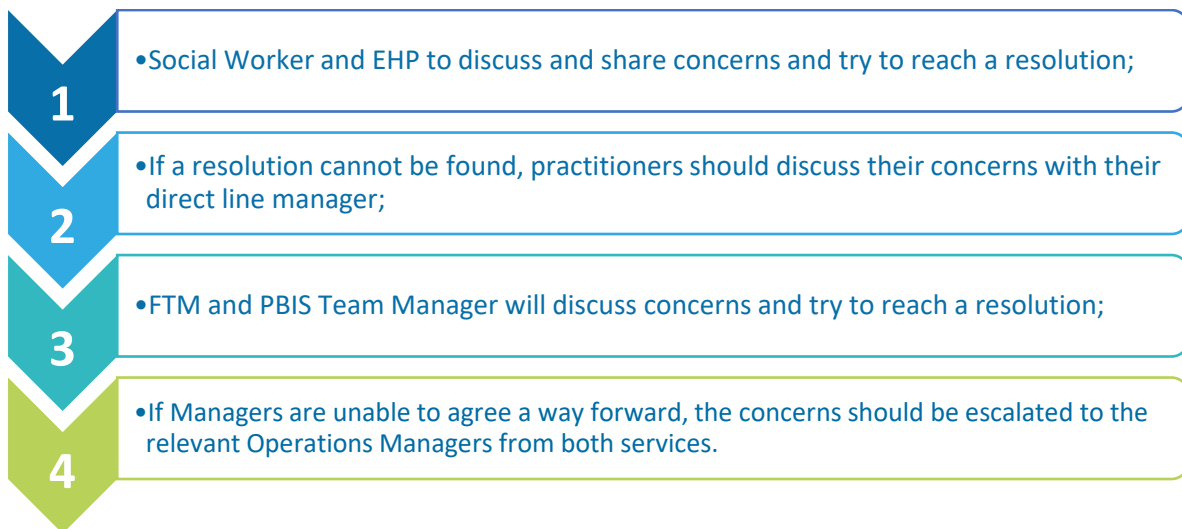 1
•Social Worker and EHP to discuss and share concerns and try to reach a resolution;
2
•If a resolution cannot be found, practitioners should discuss their concerns with their
direct line manager;
3
•FTM and PBIS Team Manager will discuss concerns and try to reach a resolution;
4
•If Managers are unable to agree a way forward, the concerns should be escalated to the
relevant Operations Managers from both services.